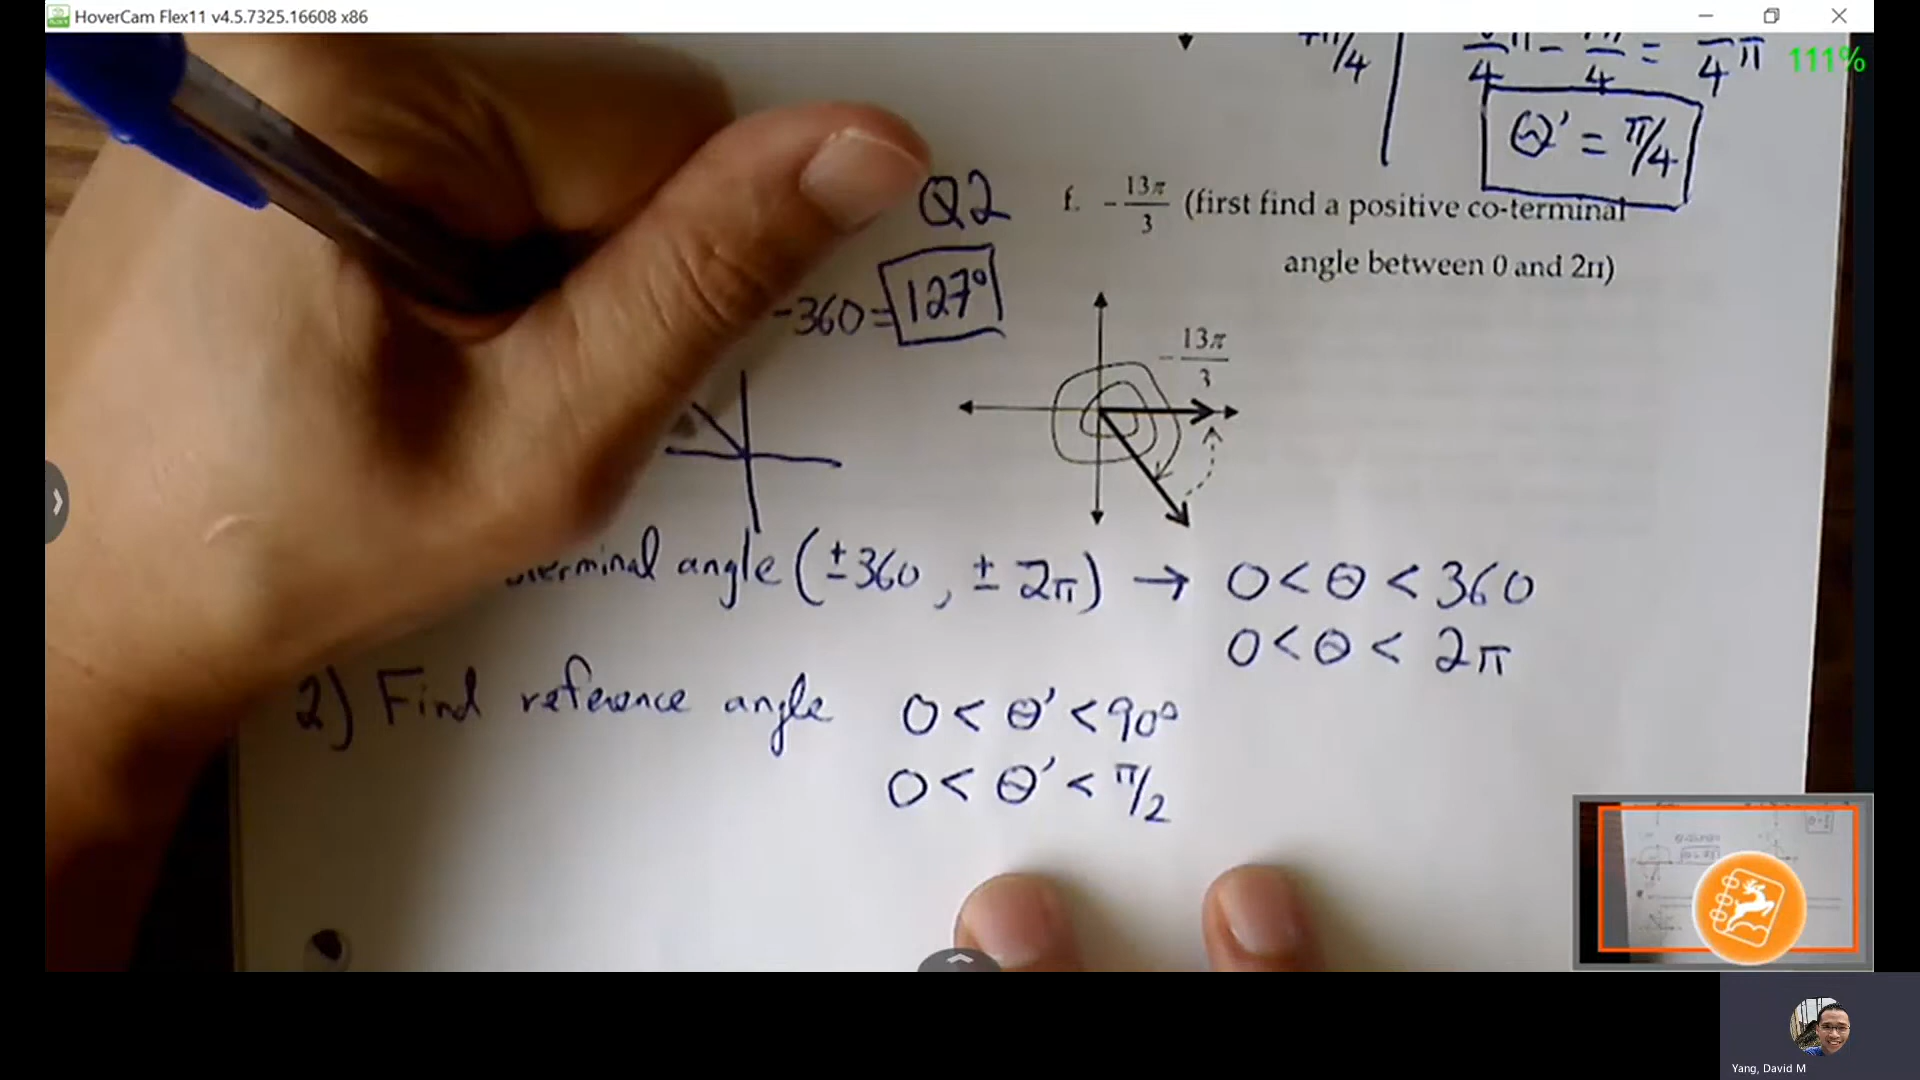 HoverCam Flex11 v4.5.7325.16608 x86
111%
θ' = π/4
Q2
f. -13π/3 (first find a positive co-terminal
angle between 0 and 2π)
-360 = 127°
-13π/3
angle (±360, ±2π) → 0 < θ < 360
0 < θ < 2π
2) Find reference angle 0 < θ' < 90°
0 < θ' < π/2
Yang, David M